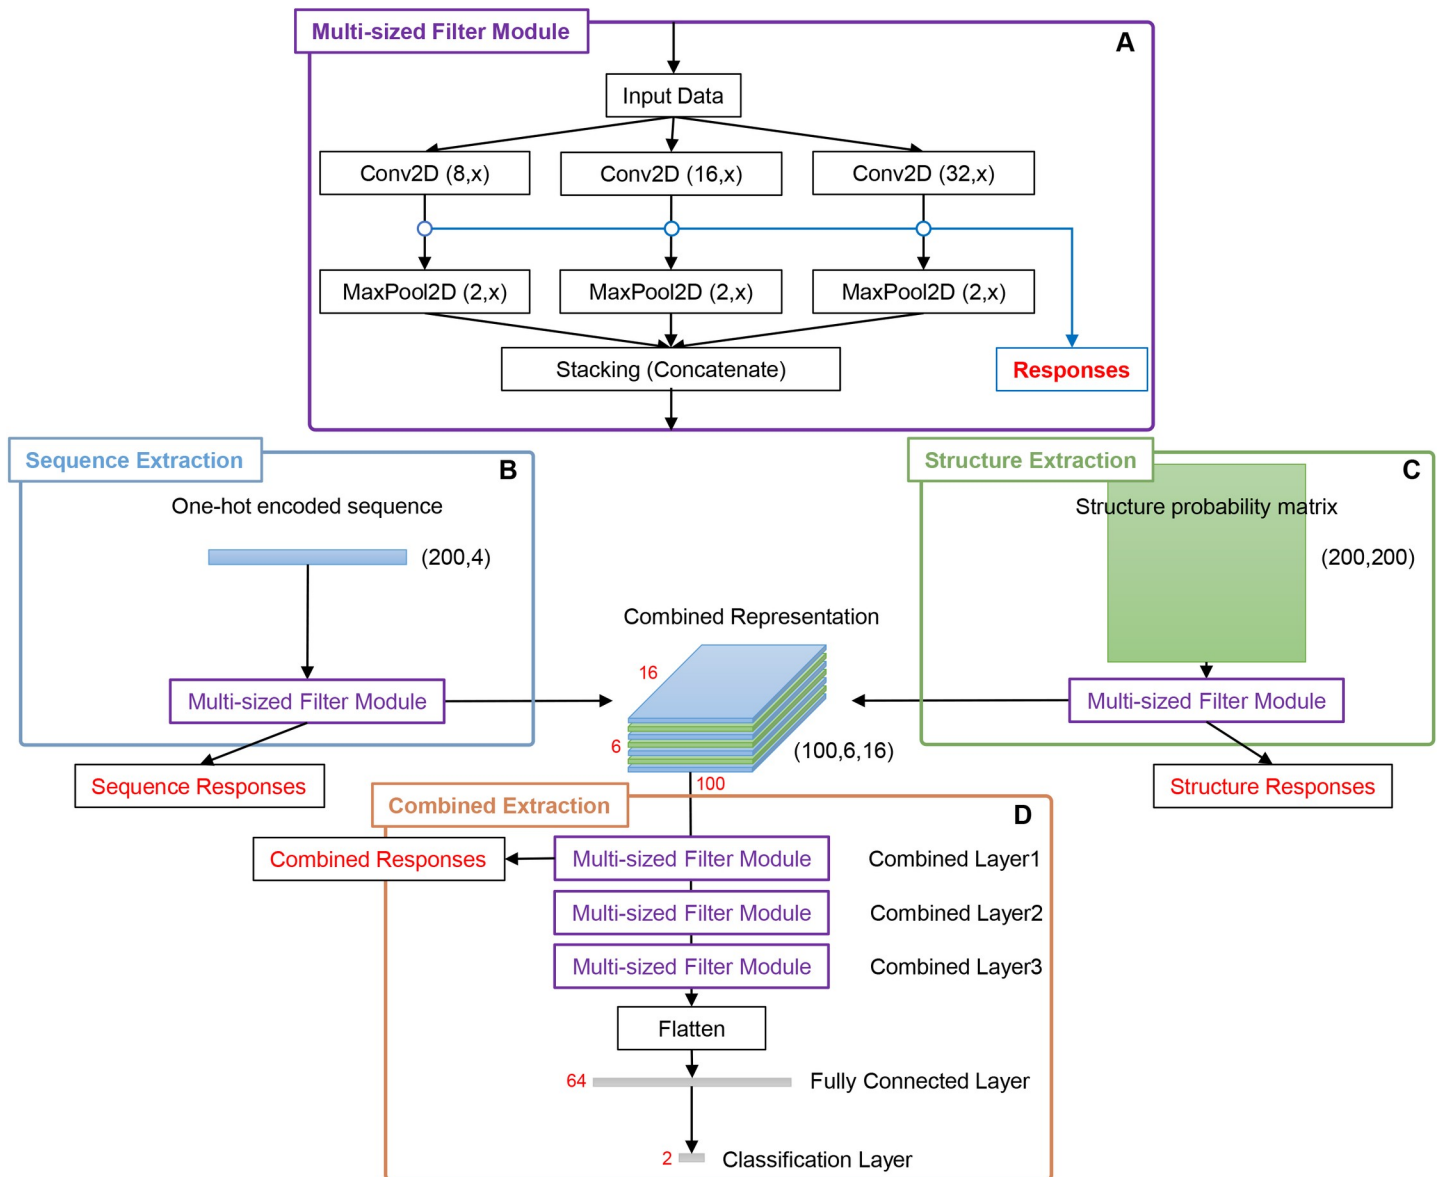 Multi-sized Filter Module
A
Input Data
Conv2D (8,x)
Conv2D (16,x)
Conv2D (32,x)
MaxPool2D (2,x)
MaxPool2D (2,x)
MaxPool2D (2,x)
Stacking (Concatenate)
Responses
Sequence Extraction
B
One-hot encoded sequence
(200,4)
Multi-sized Filter Module
Sequence Responses
Structure Extraction
C
Structure probability matrix
(200,200)
Multi-sized Filter Module
Structure Responses
Combined Representation
16
6
100
(100,6,16)
Combined Extraction
D
Combined Responses
Multi-sized Filter Module
Combined Layer1
Multi-sized Filter Module
Combined Layer2
Multi-sized Filter Module
Combined Layer3
Flatten
64
Fully Connected Layer
2
Classification Layer